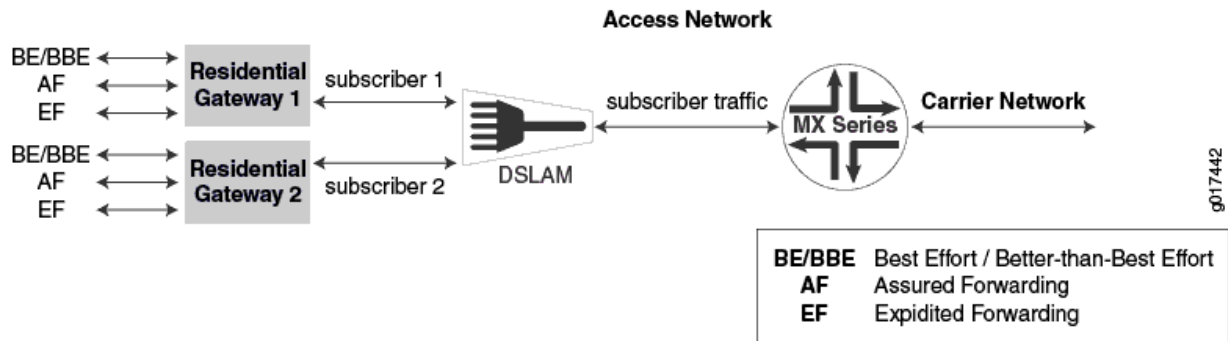 Access Network
BE/BBE
AF
EF
Residential
Gateway 1
subscriber 1
BE/BBE
AF
EF
Residential
Gateway 2
subscriber 2
DSLAM
subscriber traffic
MX Series
Carrier Network
g017442
BE/BBE Best Effort / Better-than-Best Effort
AF Assured Forwarding
EF Expidited Forwarding